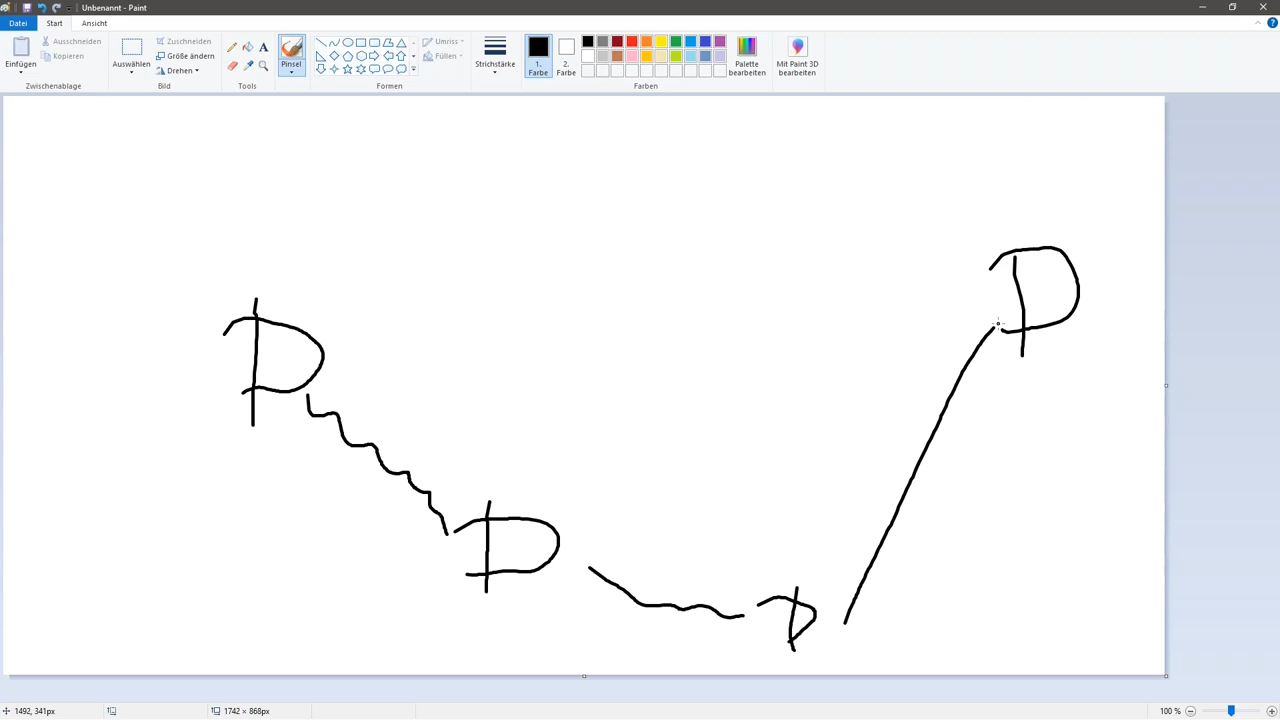 Unbenannt - Paint
Datei Start Ansicht
Einfügen
Ausschneiden
Kopieren
Zwischenablage
Auswählen
Zuschneiden
Größe ändern
Drehen
Bild
A
Tools
Pinsel
Umriss
Füllen
Formen
Strichstärke
1. Farbe
2. Farbe
Palette bearbeiten
Farben
Mit Paint 3D bearbeiten
D
D
D
D
1492, 341px
1742 × 868px
100 %